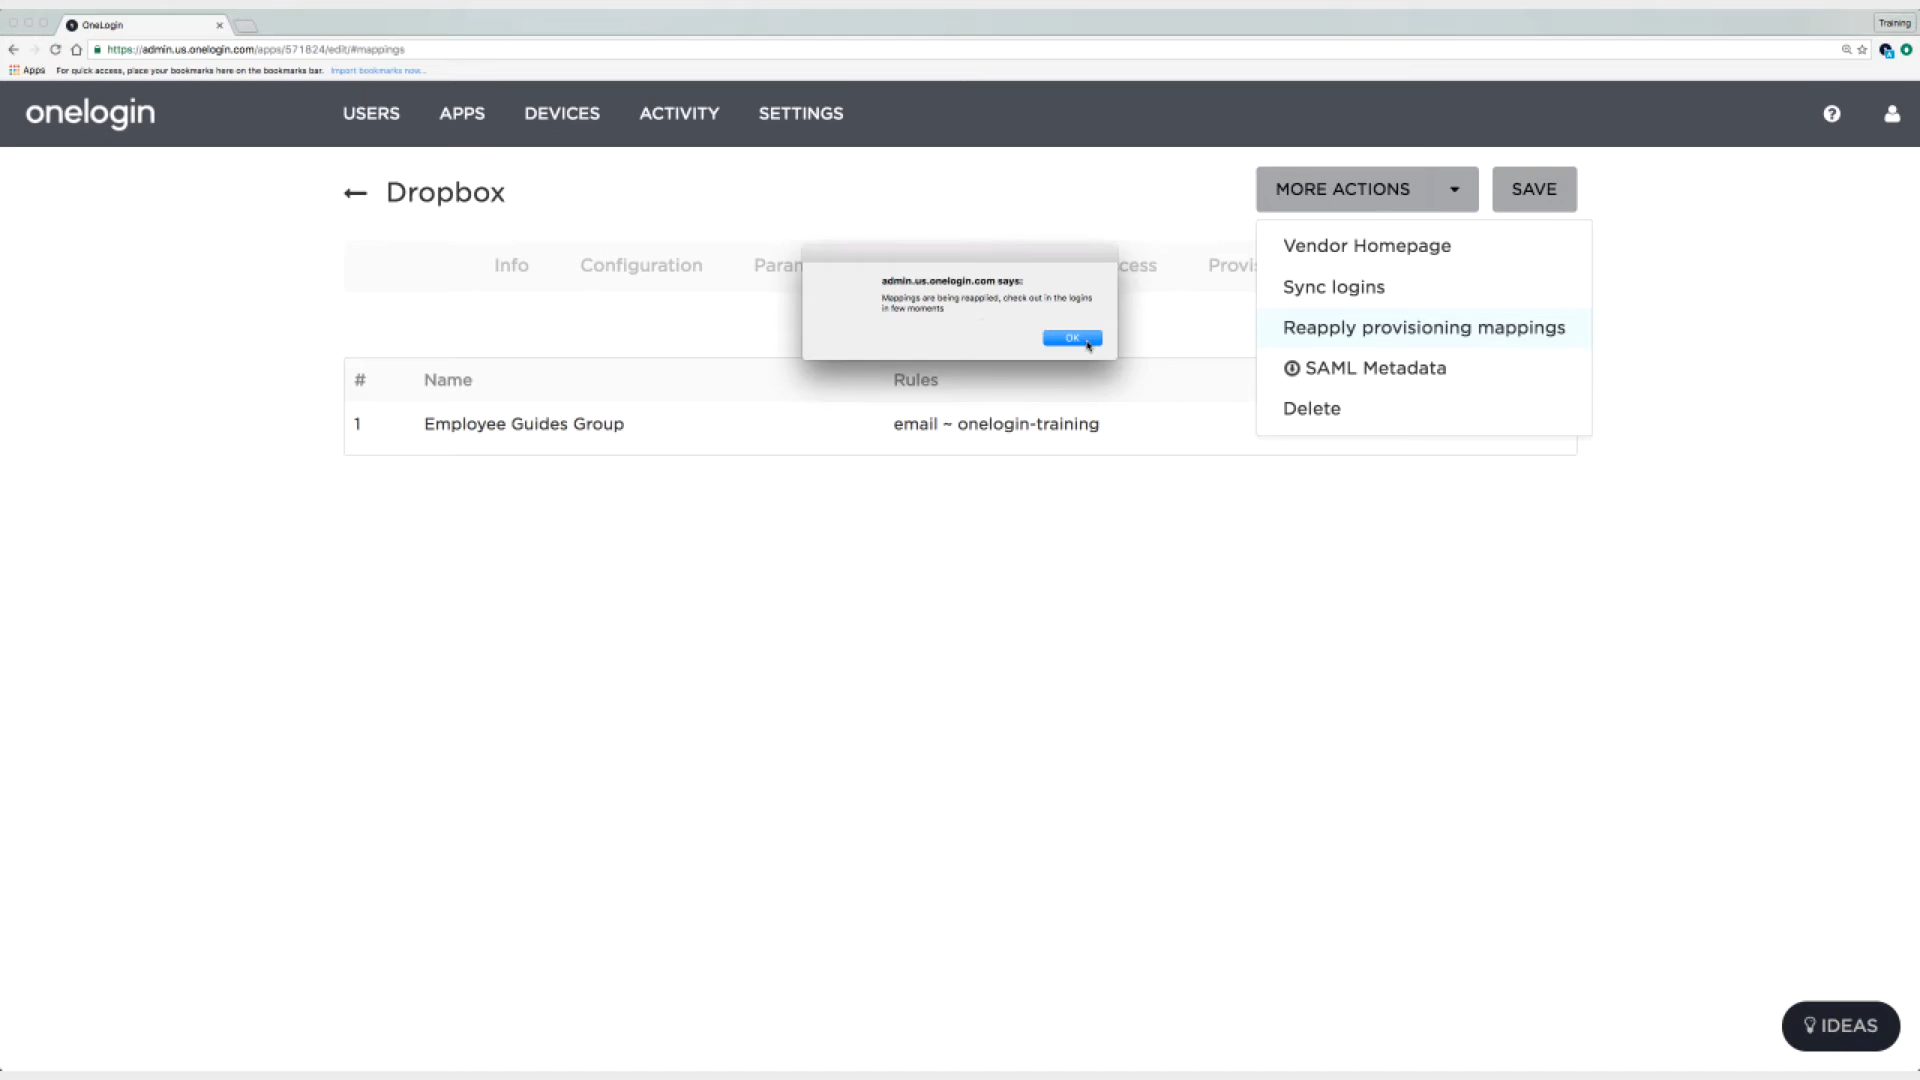 OneLogin
Training
https://admin.us.onelogin.com/apps/571824/edit/#mappings
Apps For quick access, place your bookmarks here on the bookmarks bar. Import bookmarks now...
onelogin
USERS APPS DEVICES ACTIVITY SETTINGS
Dropbox
MORE ACTIONS SAVE
Vendor Homepage
Sync logins
Reapply provisioning mappings
SAML Metadata
Delete
Info Configuration Param cess Provis
admin.us.onelogin.com says:
Mappings are being reapplied, check out in the logins
in few moments
OK
# Name Rules
1 Employee Guides Group email ~ onelogin-training
IDEAS